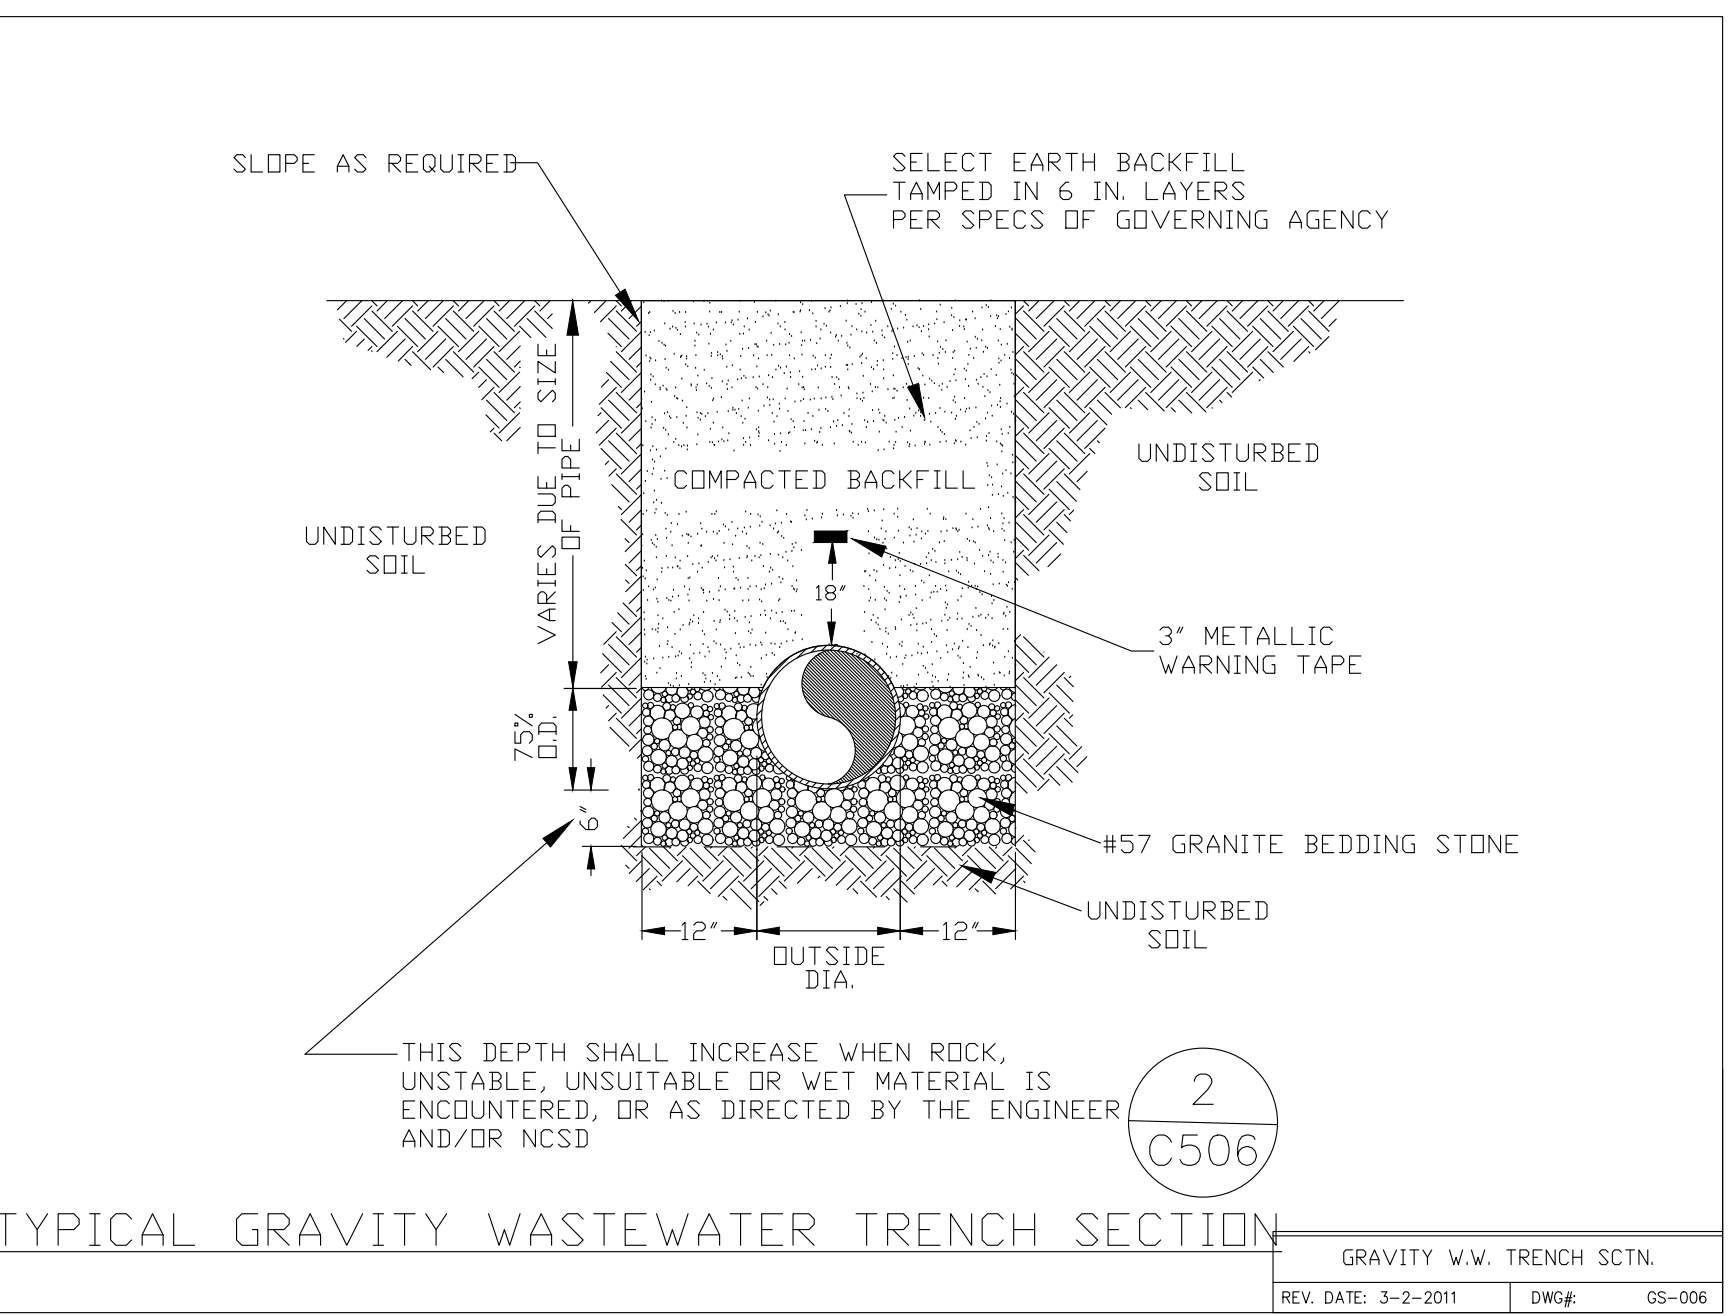 SLOPE AS REQUIRED
SELECT EARTH BACKFILL
TAMPED IN 6 IN. LAYERS
PER SPECS OF GOVERNING AGENCY
VARIES DUE TO SIZE
OF PIPE
COMPACTED BACKFILL
UNDISTURBED
SOIL
UNDISTURBED
SOIL
18"
3" METALLIC
WARNING TAPE
75%
O.D.
6"
#57 GRANITE BEDDING STONE
UNDISTURBED
SOIL
12"
OUTSIDE
DIA.
12"
THIS DEPTH SHALL INCREASE WHEN ROCK,
UNSTABLE, UNSUITABLE OR WET MATERIAL IS
ENCOUNTERED, OR AS DIRECTED BY THE ENGINEER
AND/OR NCSD
2
C506
TYPICAL GRAVITY WASTEWATER TRENCH SECTION
GRAVITY W.W. TRENCH SCTN.
REV. DATE: 3-2-2011
DWG#: GS-006